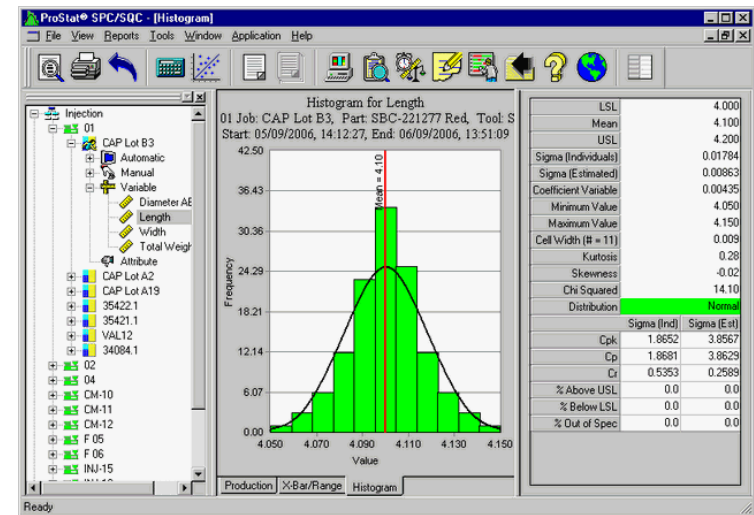 ProStat® SPC/SQC - [Histogram]
File View Reports Tools Window Application Help
Injection
01
CAP Lot B3
Automatic
Manual
Variable
Diameter AE
Length
Width
Total Weigh
Attribute
CAP Lot A2
CAP Lot A19
35422.1
35421.1
VAL12
34084.1
02
04
CM-10
CM-11
CM-12
F 05
F 06
INJ-15
Histogram for Length
01 Job: CAP Lot B3, Part: SBC-221277 Red, Tool: S
Start: 05/09/2006, 14:12:27, End: 06/09/2006, 13:51:09
42.50
36.43
30.36
24.29
18.21
12.14
6.07
0.00
Frequency
Mean = 4.10
4.050 4.070 4.090 4.110 4.130 4.150
Value
Production X-Bar/Range Histogram
LSL 4.000
Mean 4.100
USL 4.200
Sigma (Individuals) 0.01784
Sigma (Estimated) 0.00863
Coefficient Variable 0.00435
Minimum Value 4.050
Maximum Value 4.150
Cell Width (# = 11) 0.009
Kurtosis 0.28
Skewness -0.02
Chi Squared 14.10
Distribution Normal
Sigma (Ind) Sigma (Est)
Cpk 1.8652 3.8567
Cp 1.8681 3.8629
Cr 0.5353 0.2589
% Above USL 0.0 0.0
% Below LSL 0.0 0.0
% Out of Spec 0.0 0.0
Ready